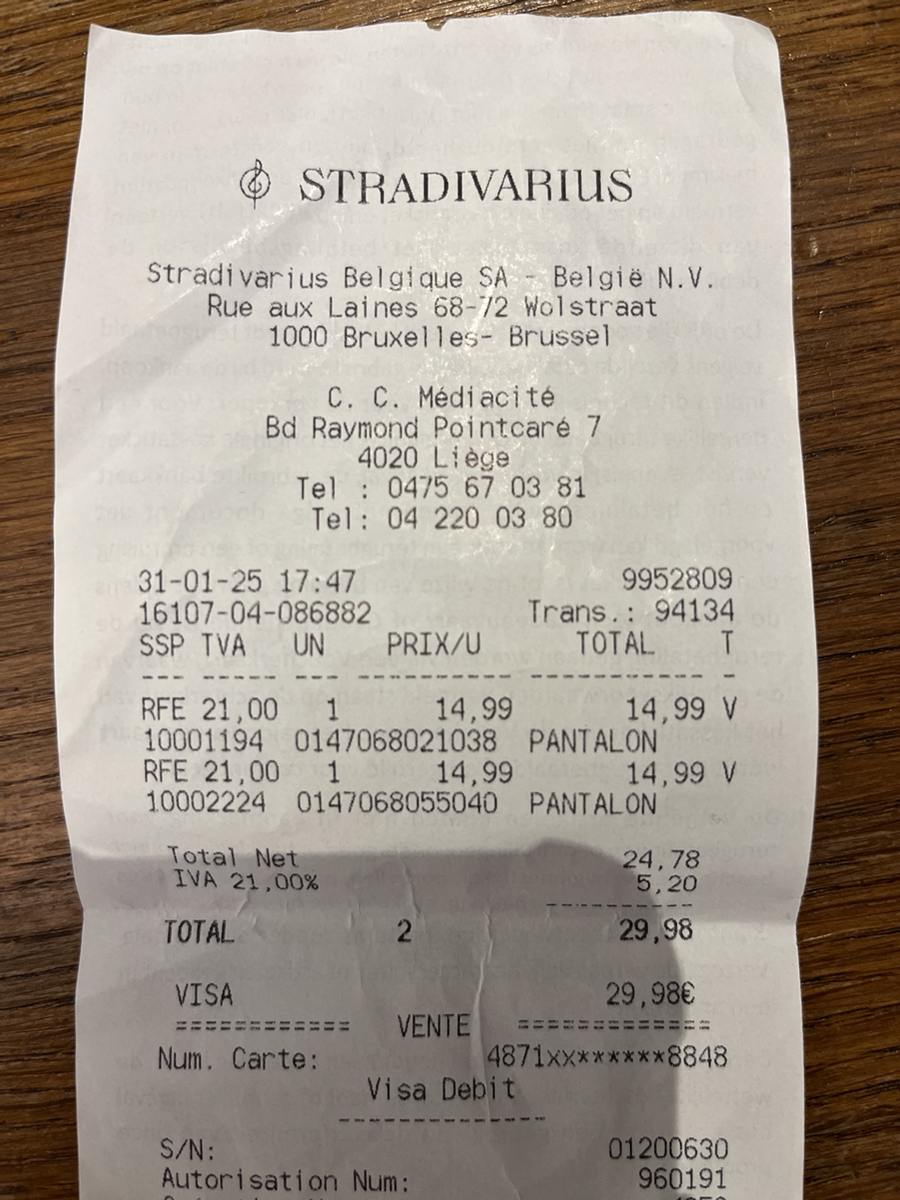 STRADIVARIUS
Stradivarius Belgique SA - België N.V.
Rue aux Laines 68-72 Wolstraat
1000 Bruxelles- Brussel
C. C. Médiacité
Bd Raymond Pointcaré 7
4020 Liège
Tel : 0475 67 03 81
Tel: 04 220 03 80
31-01-25 17:47 9952809
16107-04-086882 Trans.: 94134
SSP TVA UN PRIX/U TOTAL T
--- --- -- ---------- ----------- -
RFE 21,00 1 14,99 14,99 V
10001194 0147068021038 PANTALON
RFE 21,00 1 14,99 14,99 V
10002224 0147068055040 PANTALON
Total Net 24,78
IVA 21,00% 5,20
------------
TOTAL 2 29,98
VISA 29,98€
============ VENTE =============
Num. Carte: 4871xx******8848
Visa Debit
--------------
S/N: 01200630
Autorisation Num: 960191